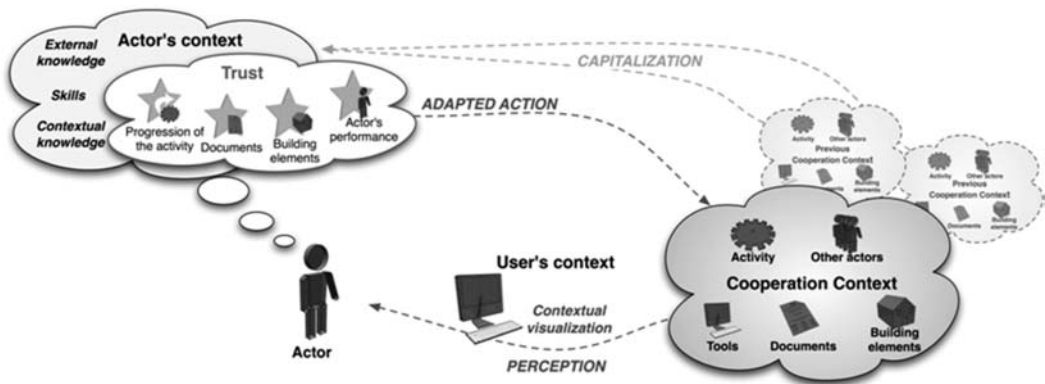 Actor's context
External
knowledge
Skills
Contextual
knowledge
Trust
Progression of
the activity
Documents
Building
elements
Actor's
performance
CAPITALIZATION
ADAPTED ACTION
Activity
Other actors
Previous
Cooperation Context
Documents
Building
elements
Activity
Other actors
Previous
Cooperation Context
Documents
Building
elements
Activity
Other actors
Cooperation Context
Tools
Documents
Building
elements
User's context
Contextual
visualization
PERCEPTION
Actor